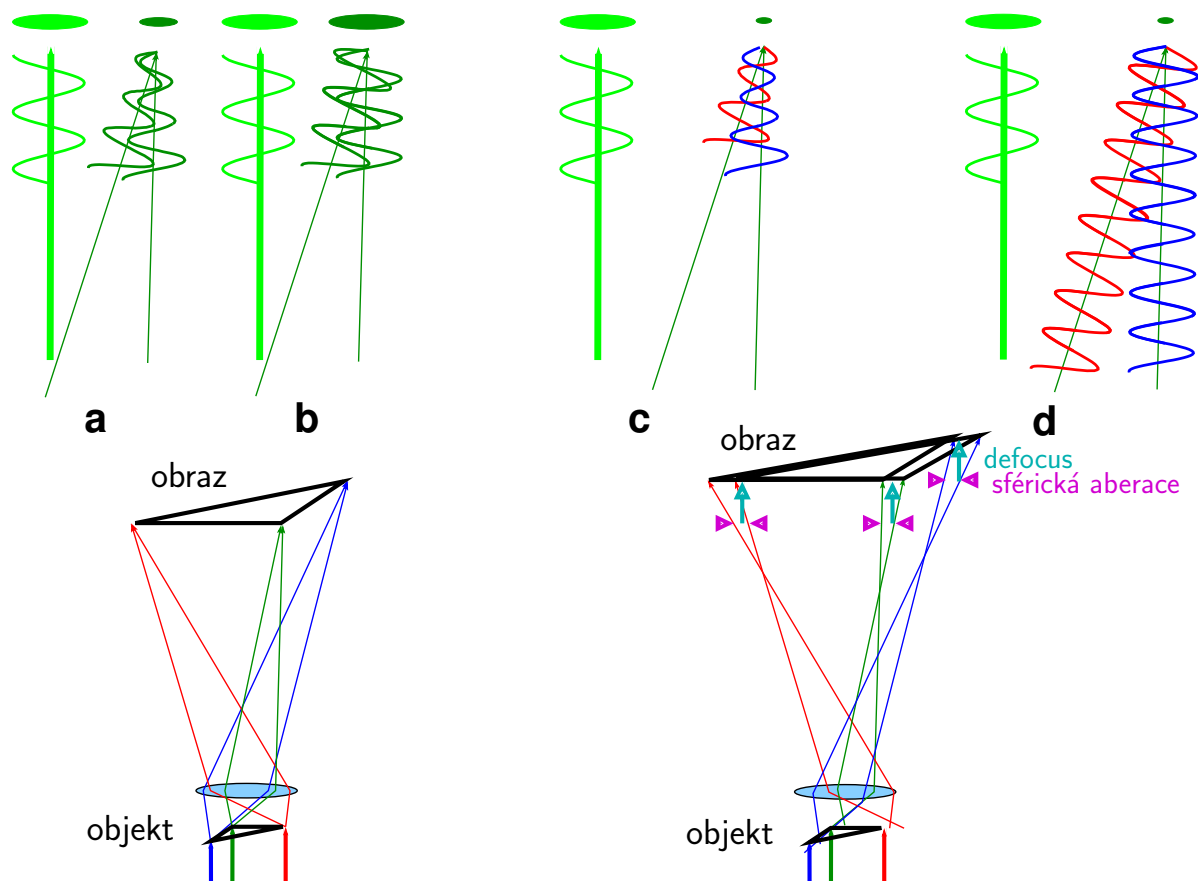 a
b
c
d
obraz
objekt
obraz
defocus
sférická aberace
objekt